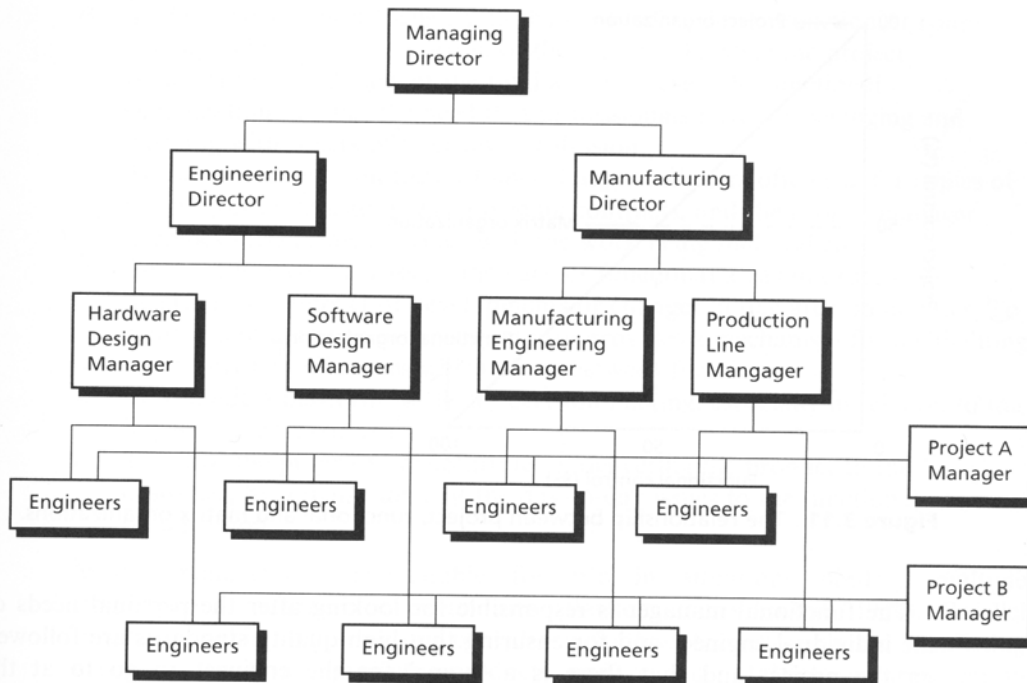 Managing
Director
Engineering
Director
Manufacturing
Director
Hardware
Design
Manager
Software
Design
Manager
Manufacturing
Engineering
Manager
Production
Line
Mangager
Project A
Manager
Engineers
Engineers
Engineers
Engineers
Project B
Manager
Engineers
Engineers
Engineers
Engineers